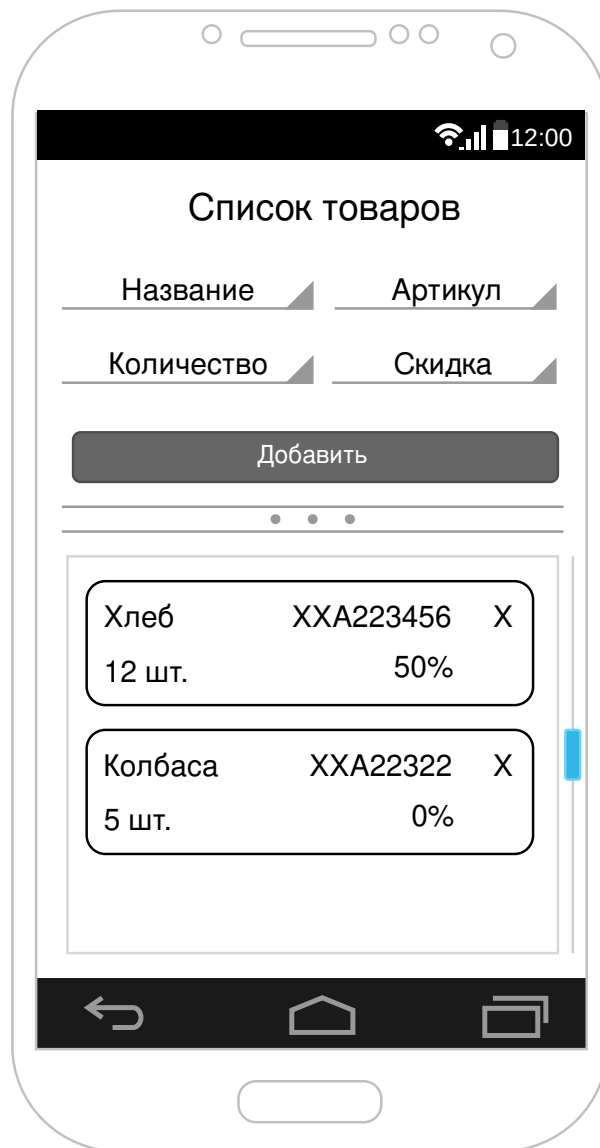 12:00
Список товаров
Название Артикул
Количество Скидка
Добавить
Хлеб XXA223456 X
12 шт. 50%
Колбаса XXA22322 X
5 шт. 0%